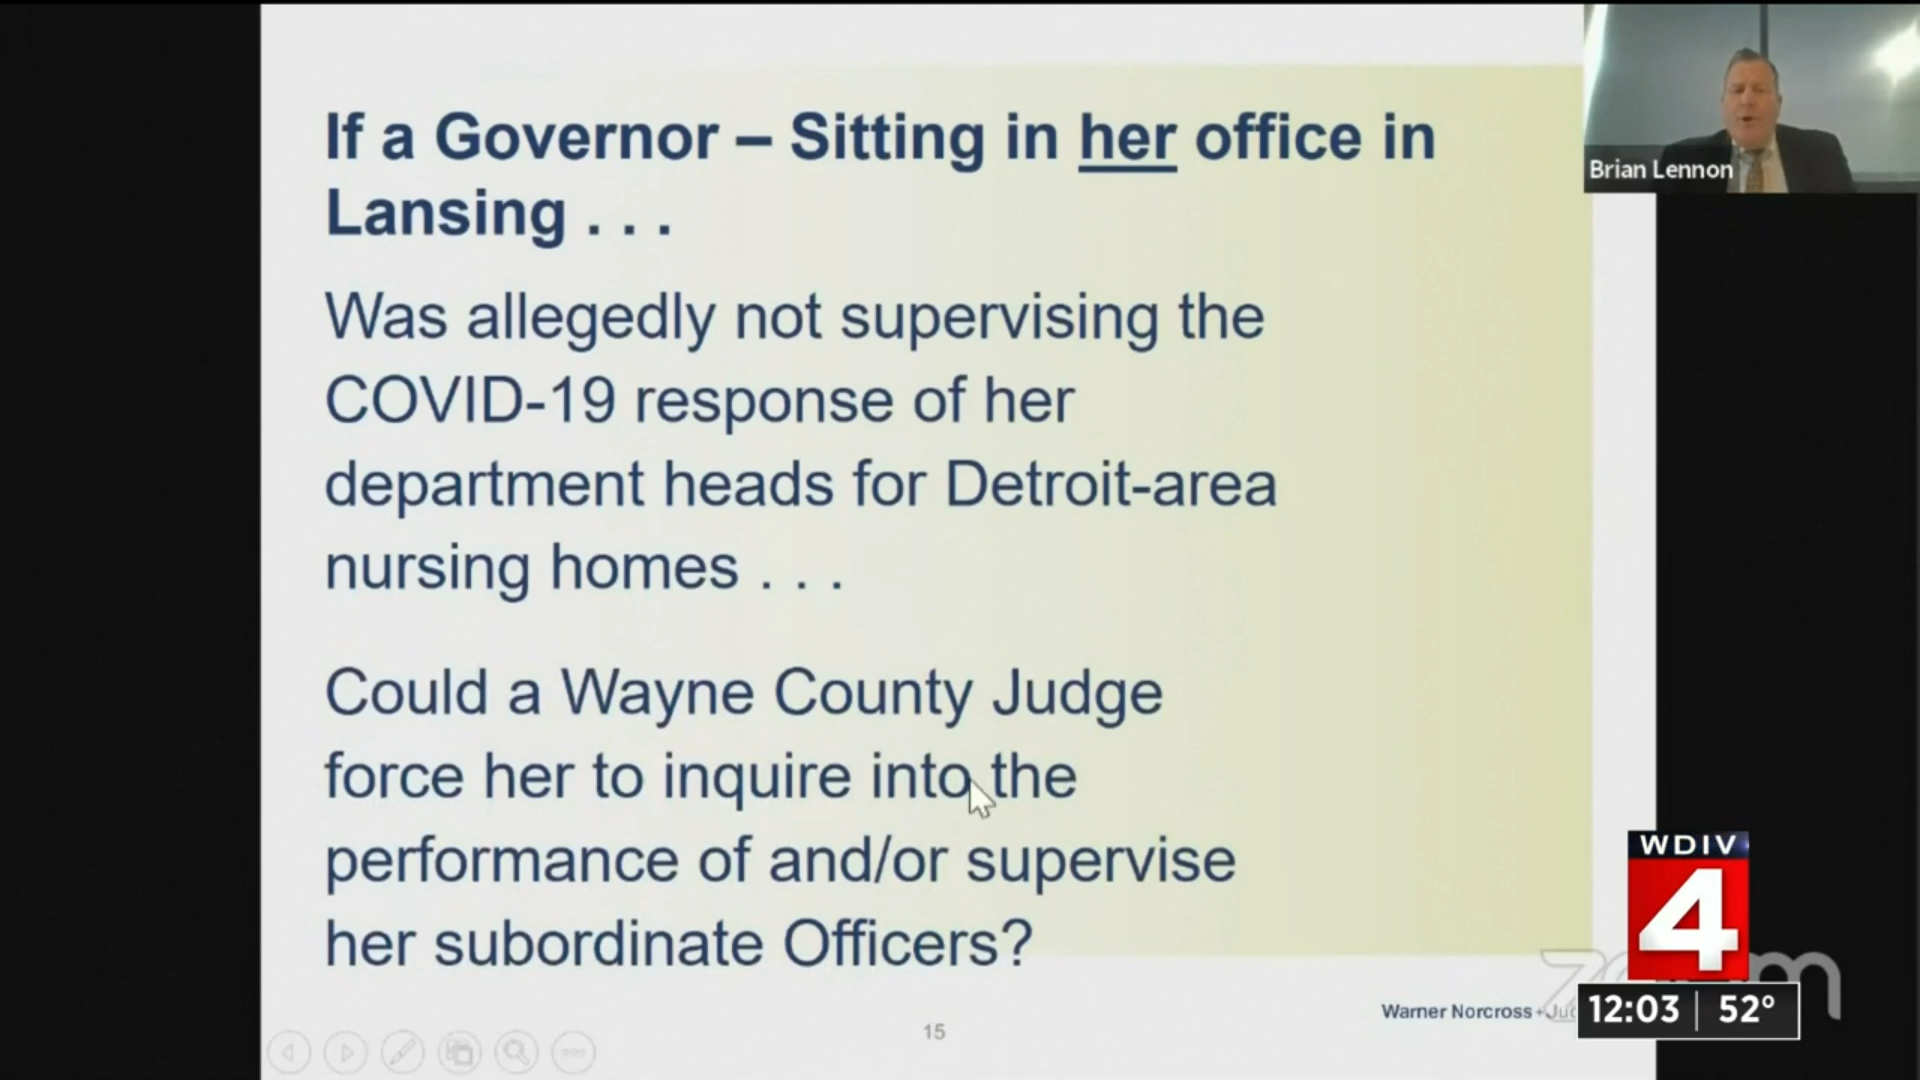 If a Governor – Sitting in her office in
Lansing . . .
Was allegedly not supervising the
COVID-19 response of her
department heads for Detroit-area
nursing homes . . .
Could a Wayne County Judge
force her to inquire into the
performance of and/or supervise
her subordinate Officers?
Warner Norcross +
15
Brian Lennon
WDIV
4
12:03 | 52°